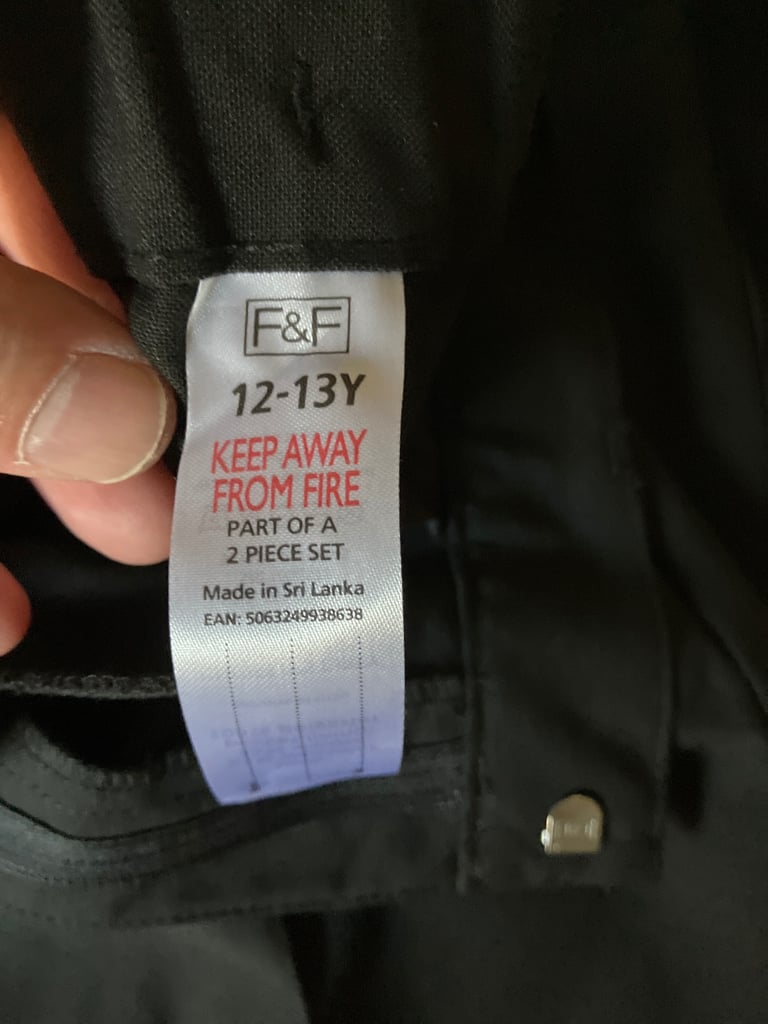 F&F
12-13Y
KEEP AWAY
FROM FIRE
PART OF A
2 PIECE SET
Made in Sri Lanka
EAN: 5063249938638